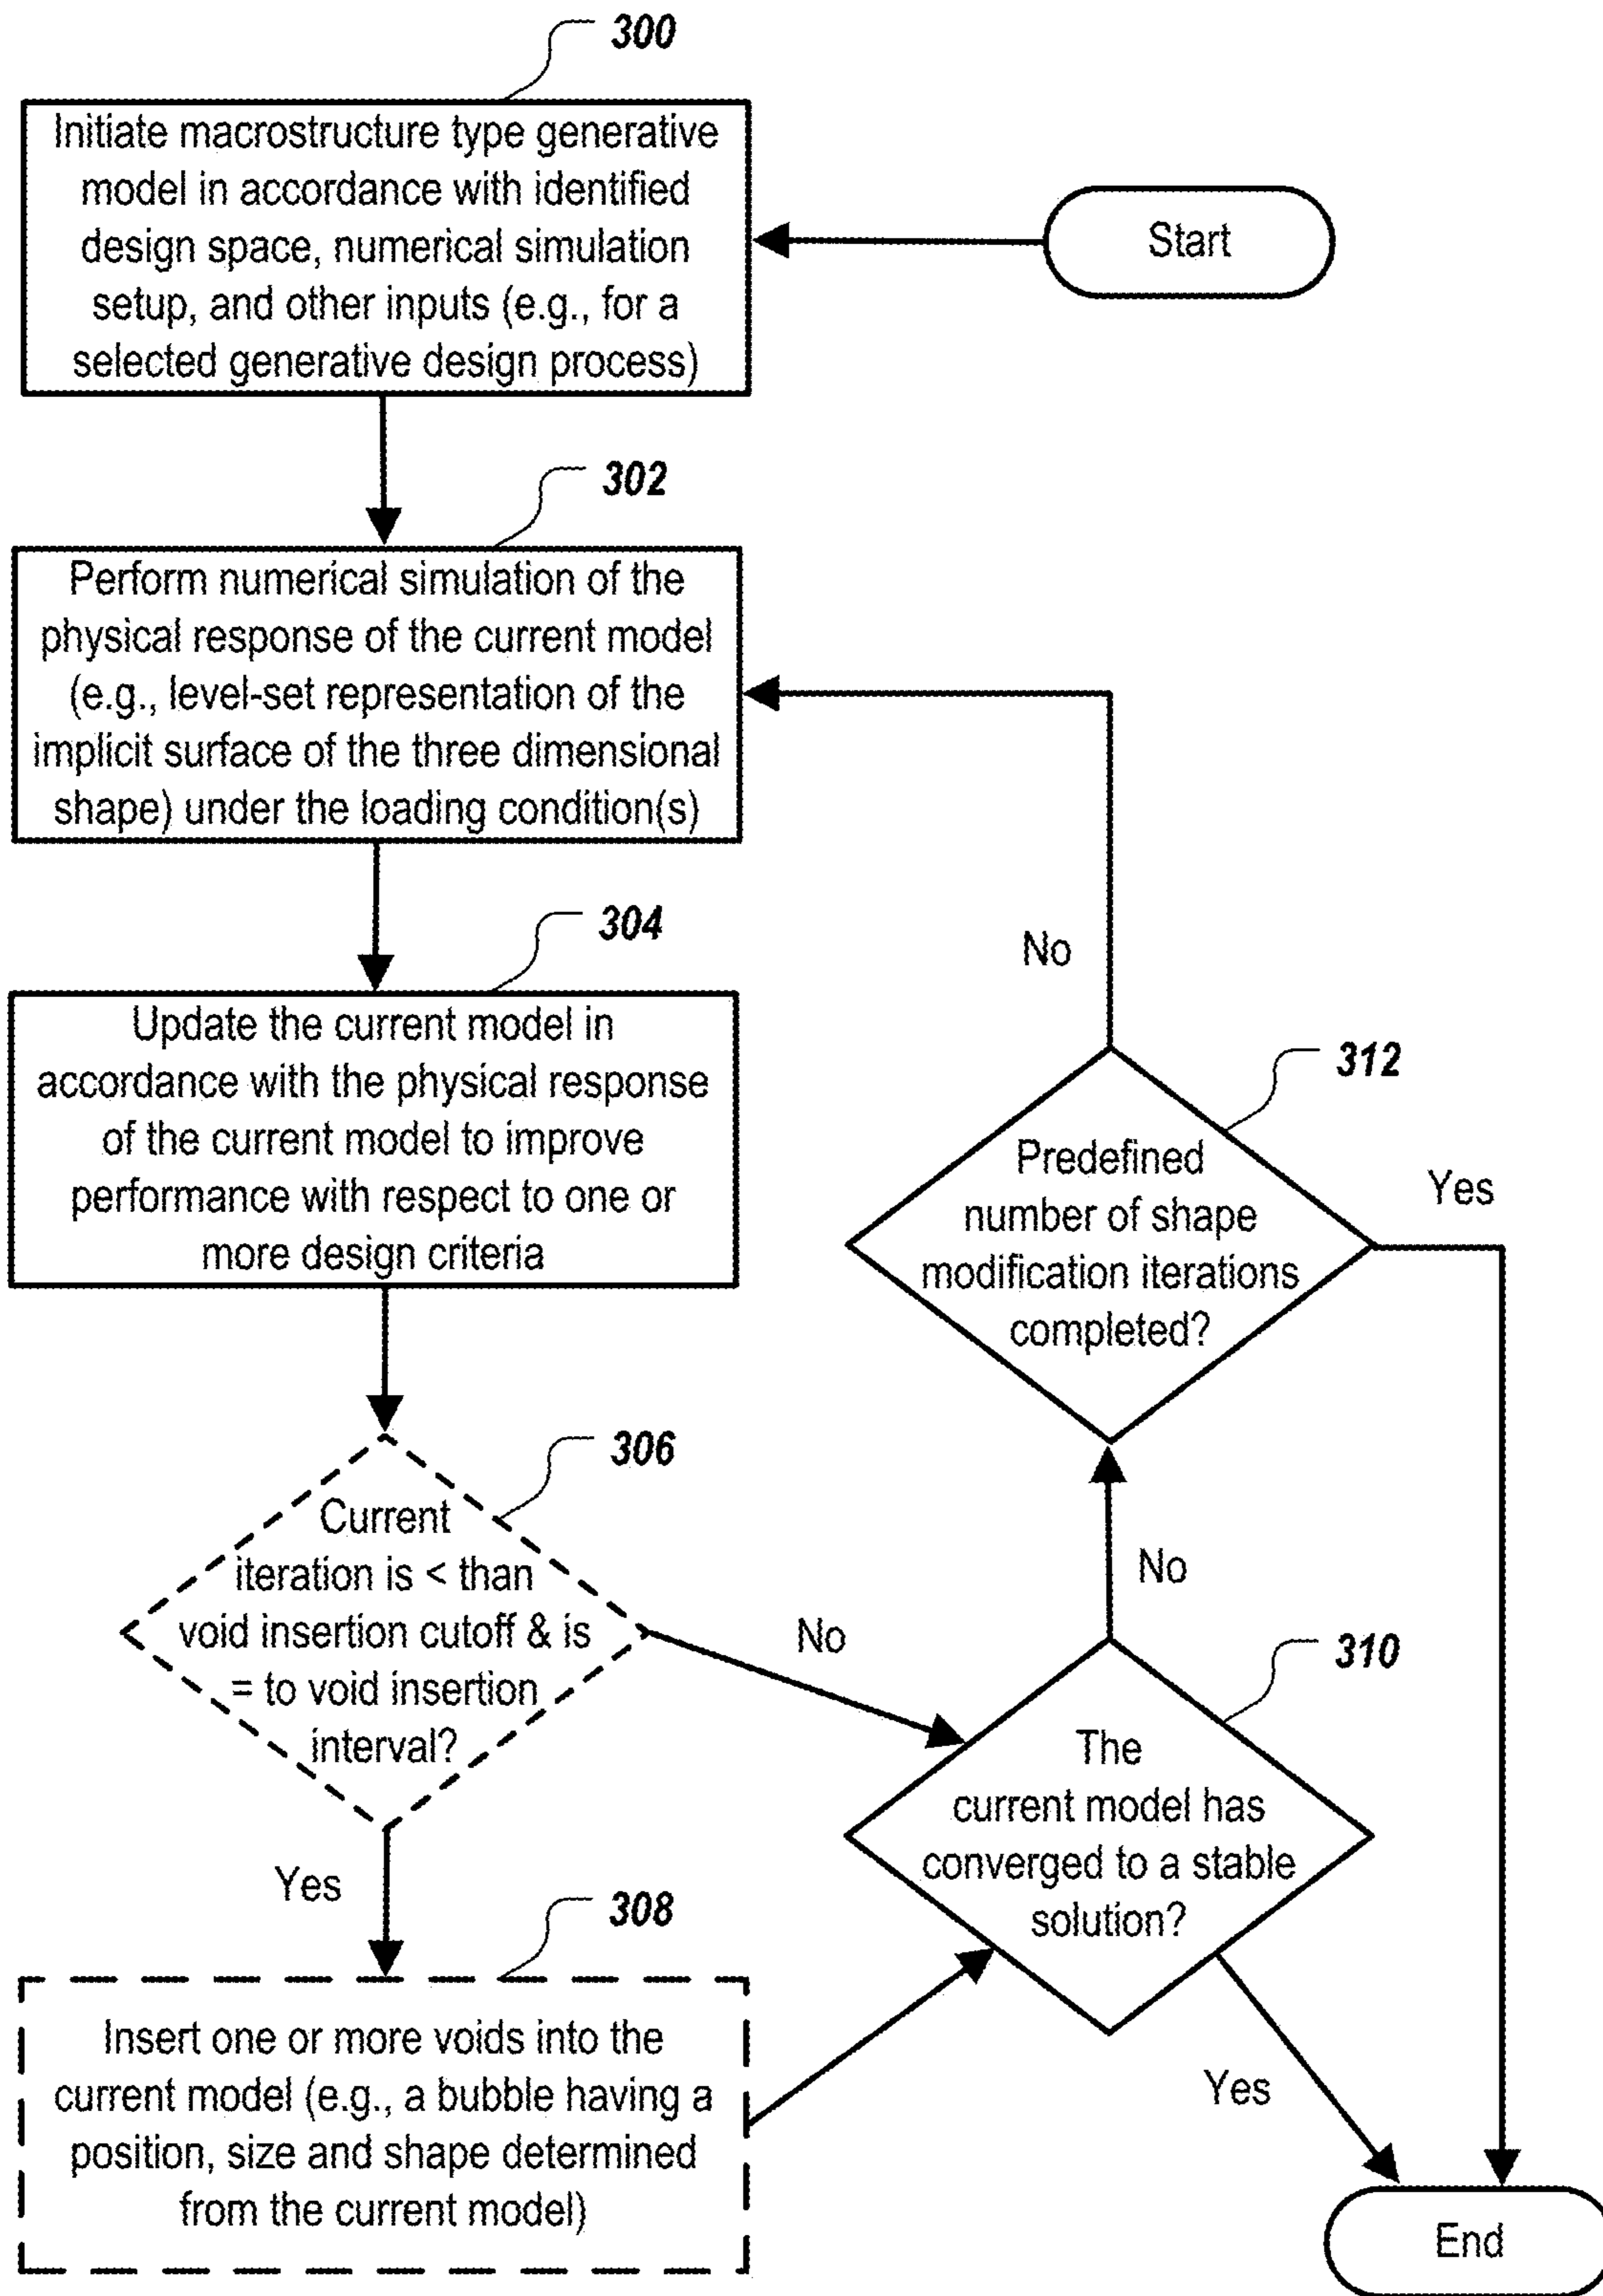 300
Initiate macrostructure type generative
model in accordance with identified
design space, numerical simulation
setup, and other inputs (e.g., for a
selected generative design process)
Start
302
Perform numerical simulation of the
physical response of the current model
(e.g., level-set representation of the
implicit surface of the three dimensional
shape) under the loading condition(s)
304
Update the current model in
accordance with the physical response
of the current model to improve
performance with respect to one or
more design criteria
No
312
Predefined
number of shape
modification iterations
completed?
Yes
306
Current
iteration is < than
void insertion cutoff & is
= to void insertion
interval?
No
No
310
The
current model has
converged to a stable
solution?
Yes
308
Insert one or more voids into the
current model (e.g., a bubble having a
position, size and shape determined
from the current model)
Yes
End